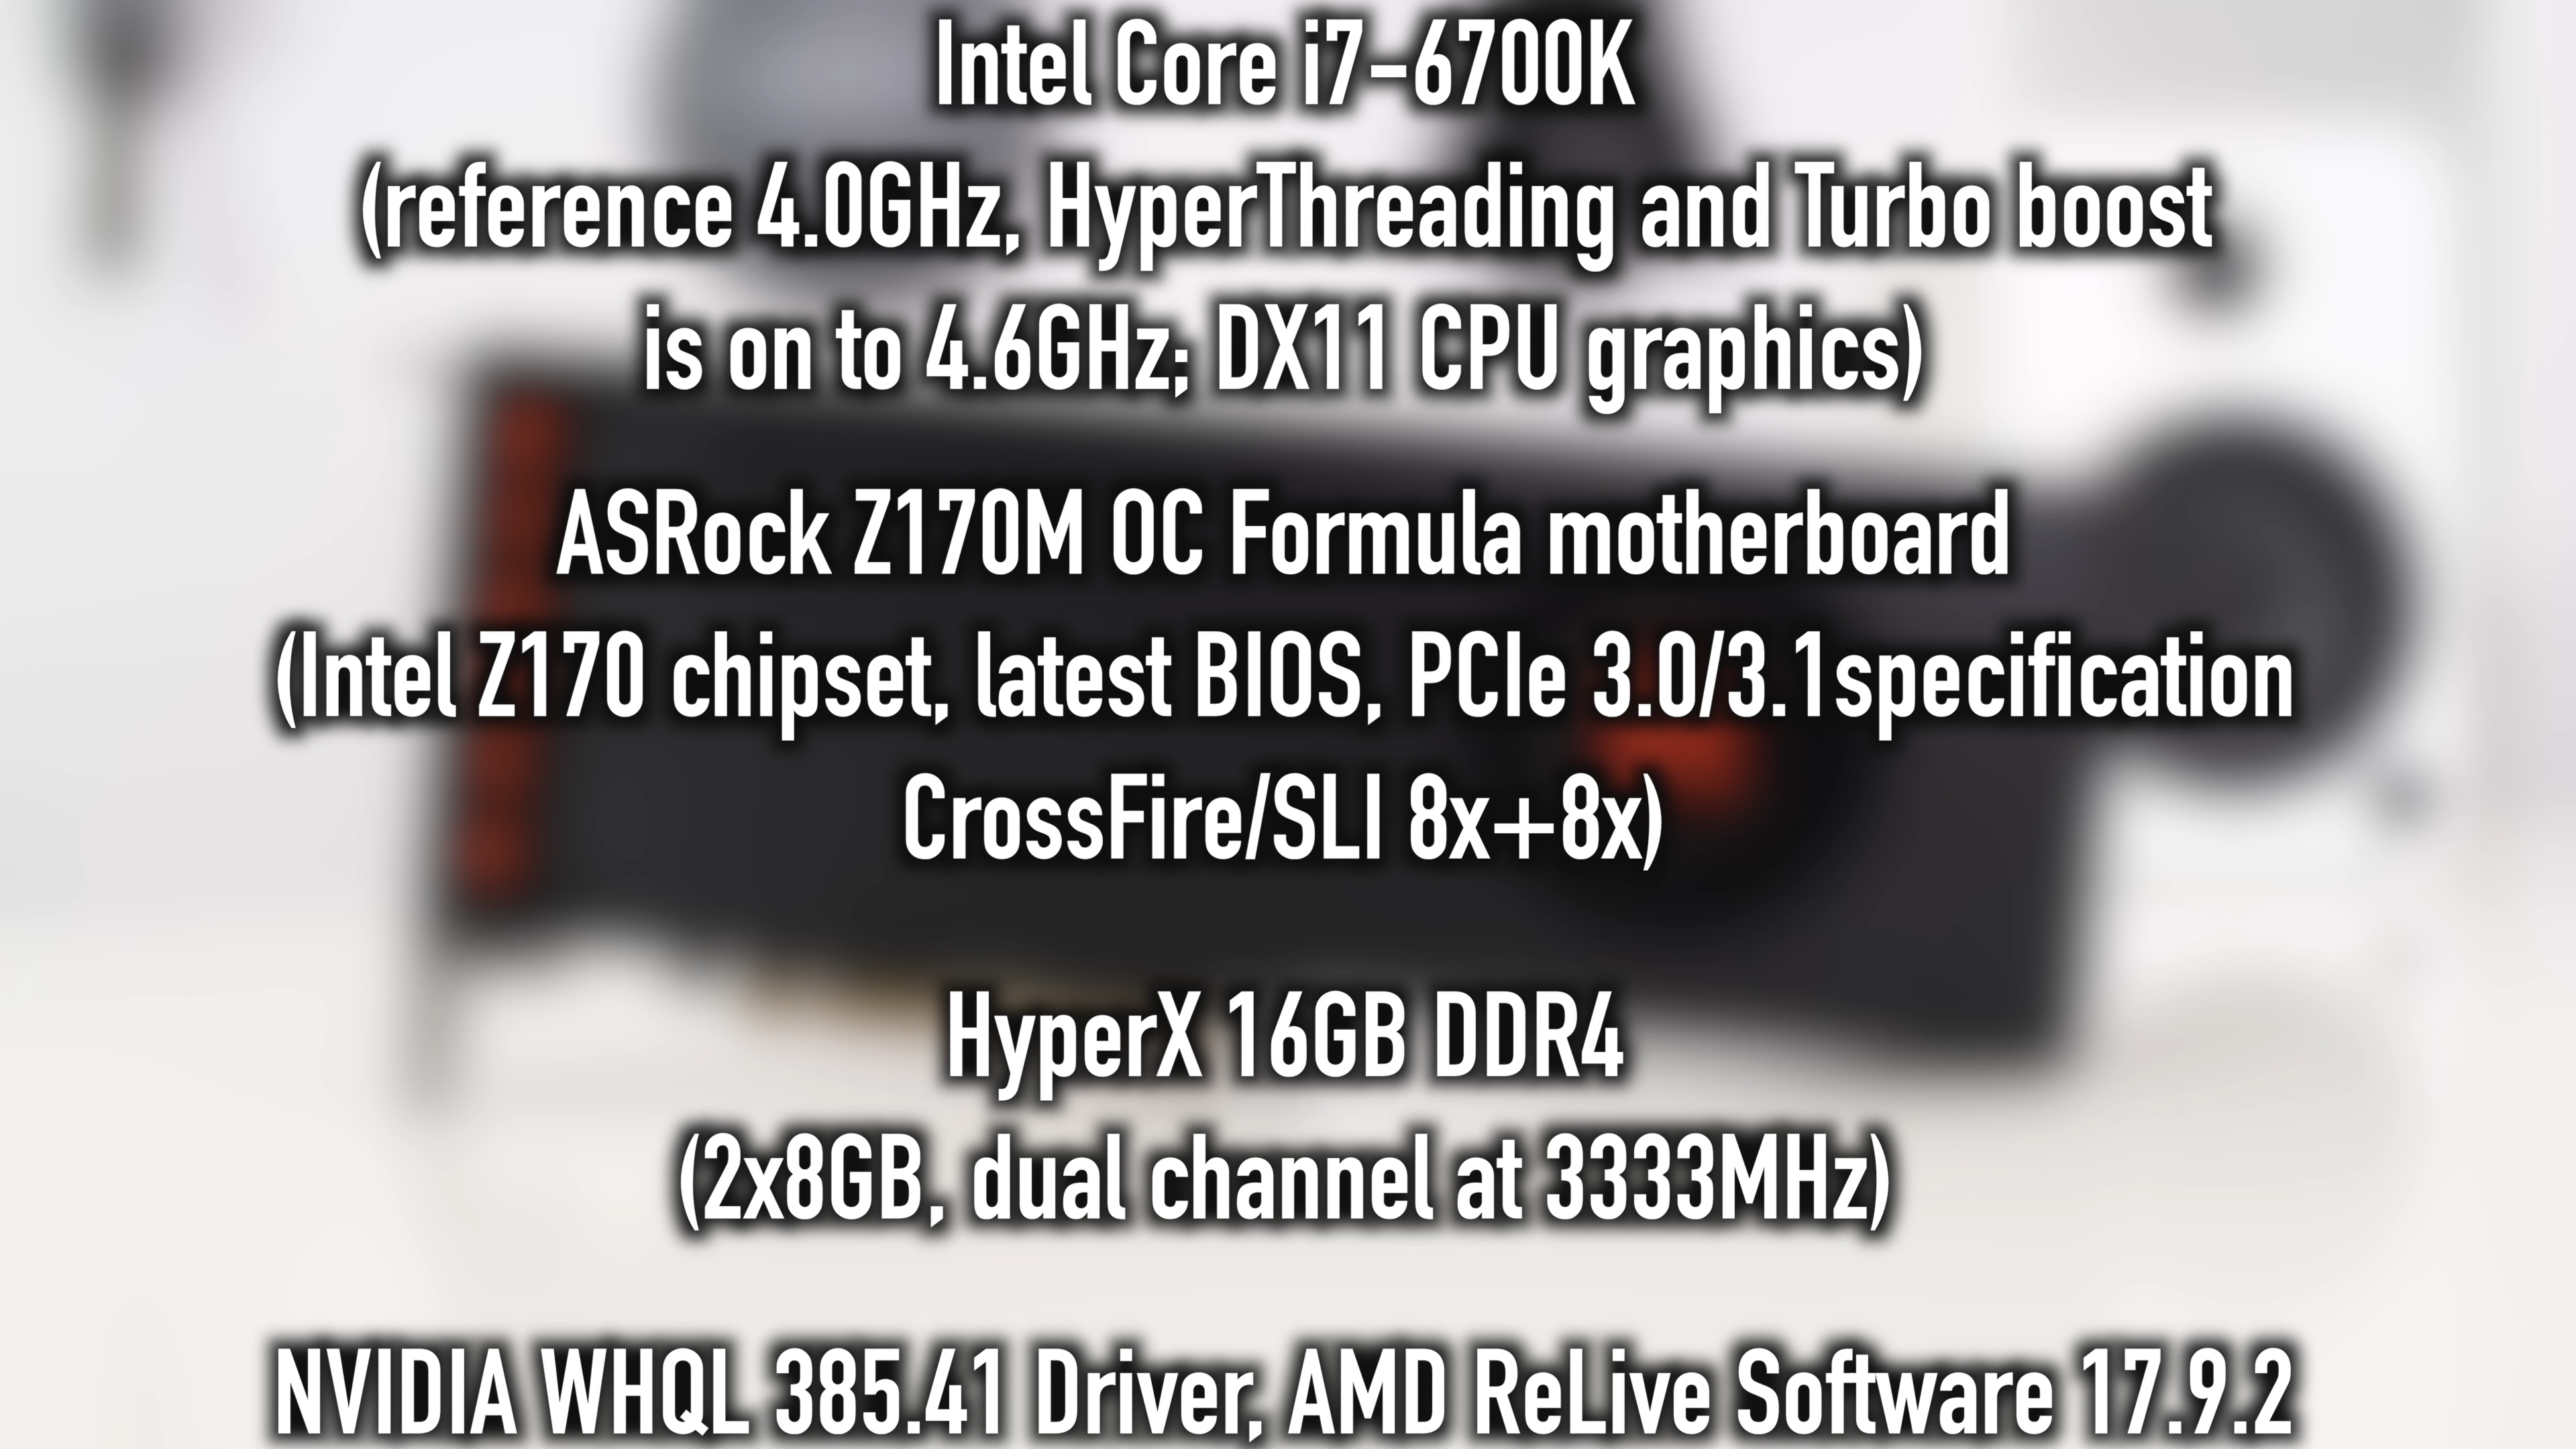 Intel Core i7-6700K
(reference 4.0GHz, HyperThreading and Turbo boost
is on to 4.6GHz; DX11 CPU graphics)
ASRock Z170M OC Formula motherboard
(Intel Z170 chipset, latest BIOS, PCIe 3.0/3.1specification
CrossFire/SLI 8x+8x)
HyperX 16GB DDR4
(2x8GB, dual channel at 3333MHz)
NVIDIA WHQL 385.41 Driver, AMD ReLive Software 17.9.2